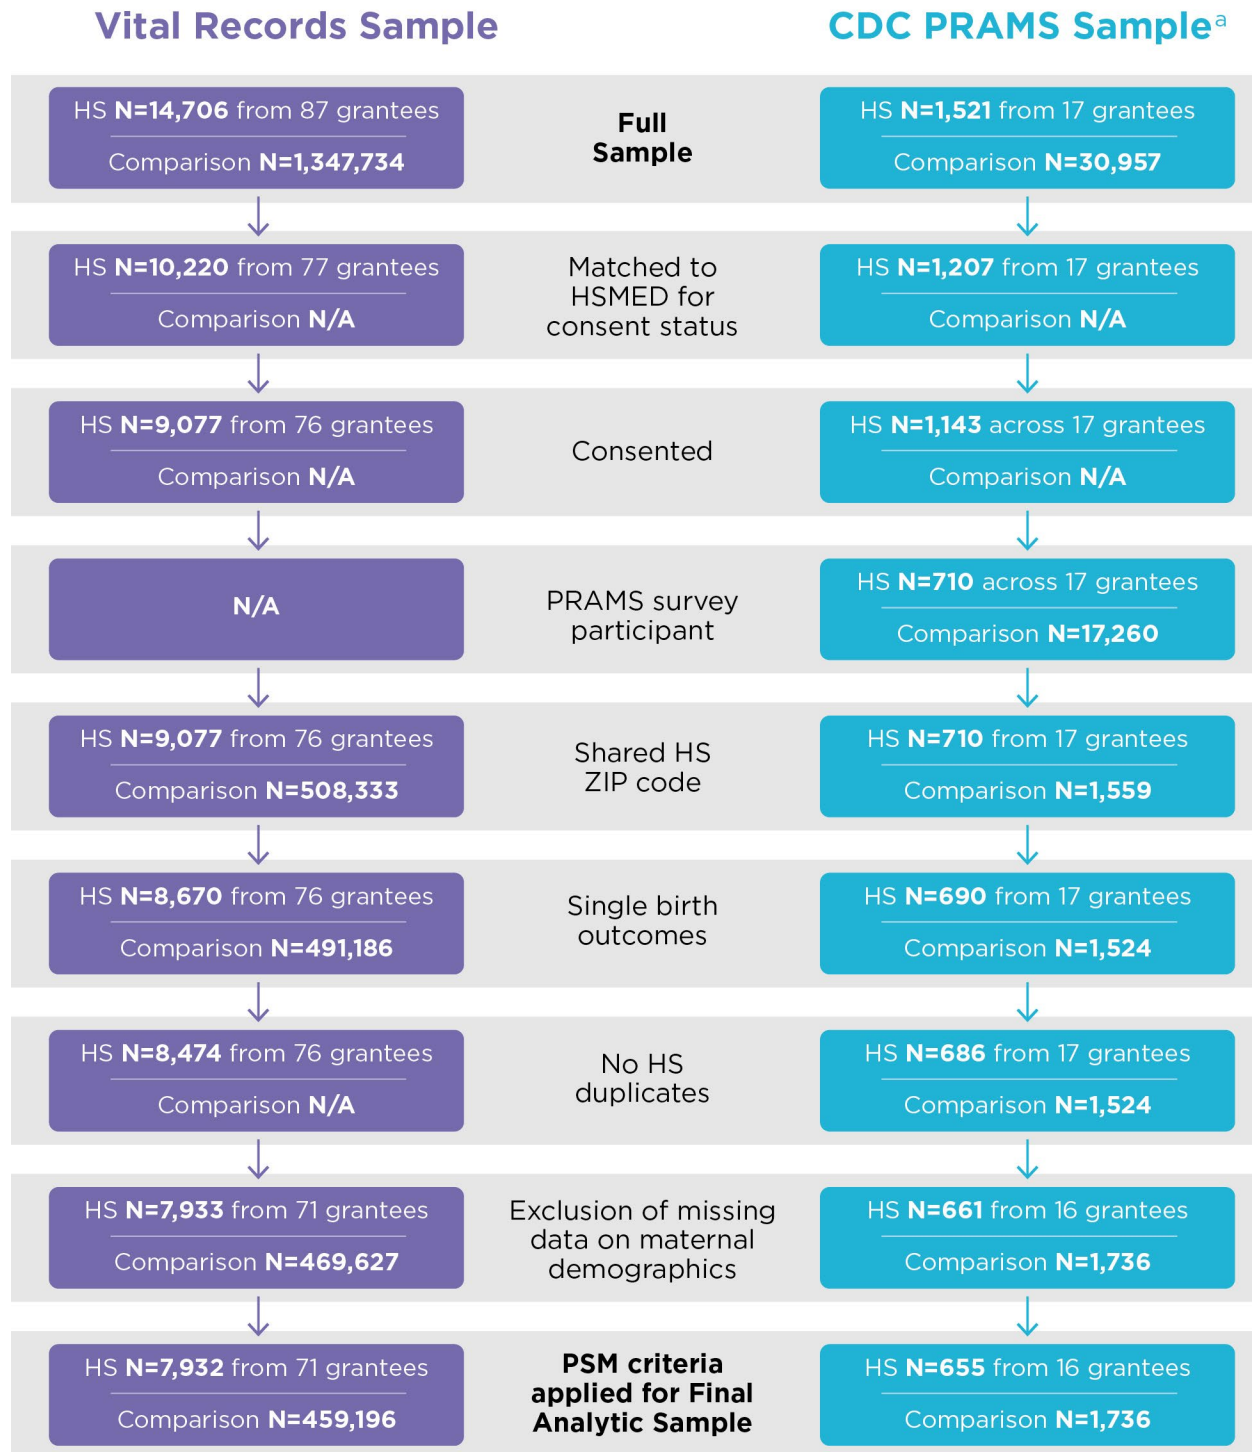 Vital Records Sample
CDC PRAMS Sampleᵃ
HS N=14,706 from 87 grantees
Comparison N=1,347,734
Full
Sample
HS N=1,521 from 17 grantees
Comparison N=30,957
HS N=10,220 from 77 grantees
Comparison N/A
Matched to
HSMED for
consent status
HS N=1,207 from 17 grantees
Comparison N/A
HS N=9,077 from 76 grantees
Comparison N/A
Consented
HS N=1,143 across 17 grantees
Comparison N/A
N/A
PRAMS survey
participant
HS N=710 across 17 grantees
Comparison N=17,260
HS N=9,077 from 76 grantees
Comparison N=508,333
Shared HS
ZIP code
HS N=710 from 17 grantees
Comparison N=1,559
HS N=8,670 from 76 grantees
Comparison N=491,186
Single birth
outcomes
HS N=690 from 17 grantees
Comparison N=1,524
HS N=8,474 from 76 grantees
Comparison N/A
No HS
duplicates
HS N=686 from 17 grantees
Comparison N=1,524
HS N=7,933 from 71 grantees
Comparison N=469,627
Exclusion of missing
data on maternal
demographics
HS N=661 from 16 grantees
Comparison N=1,736
HS N=7,932 from 71 grantees
Comparison N=459,196
PSM criteria
applied for Final
Analytic Sample
HS N=655 from 16 grantees
Comparison N=1,736